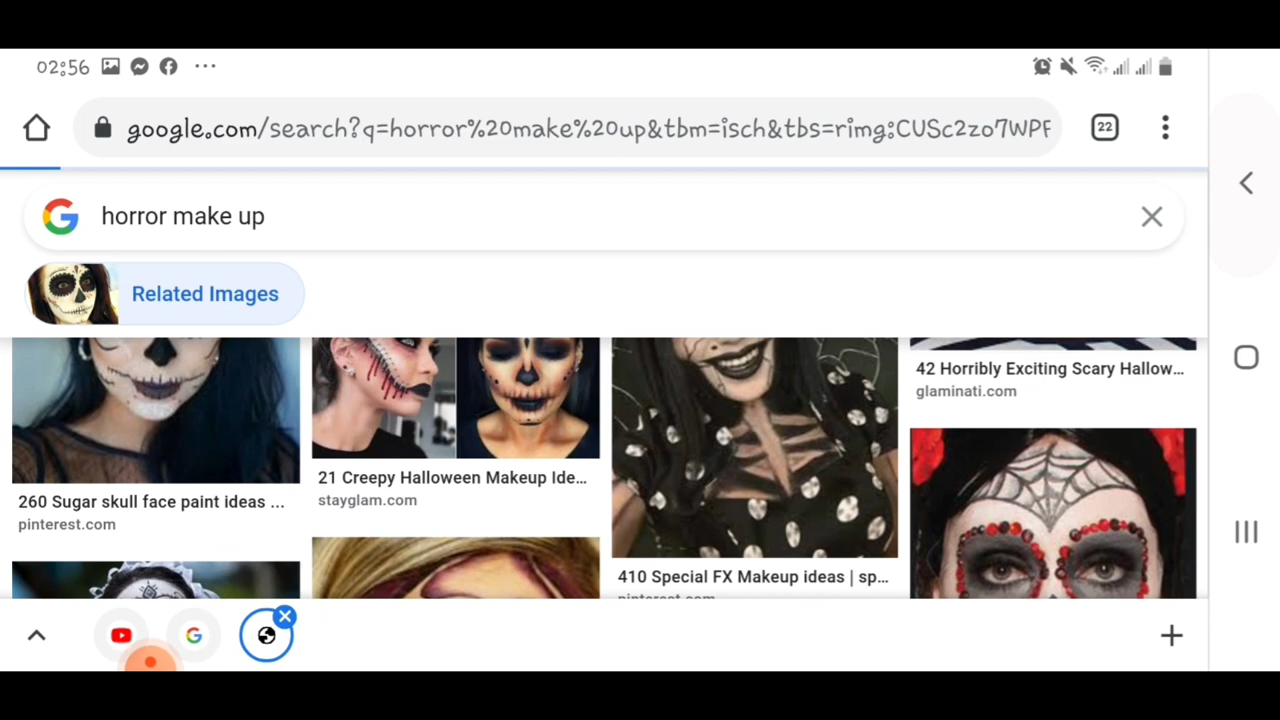 02:56
google.com/search?q=horror%20make%20up&tbm=isch&tbs=rimg:CUSc2zo7WPF
22
horror make up
Related Images
42 Horribly Exciting Scary Hallow...
glaminati.com
21 Creepy Halloween Makeup Ide...
stayglam.com
260 Sugar skull face paint ideas ...
pinterest.com
410 Special FX Makeup ideas | sp...
pinterest.com